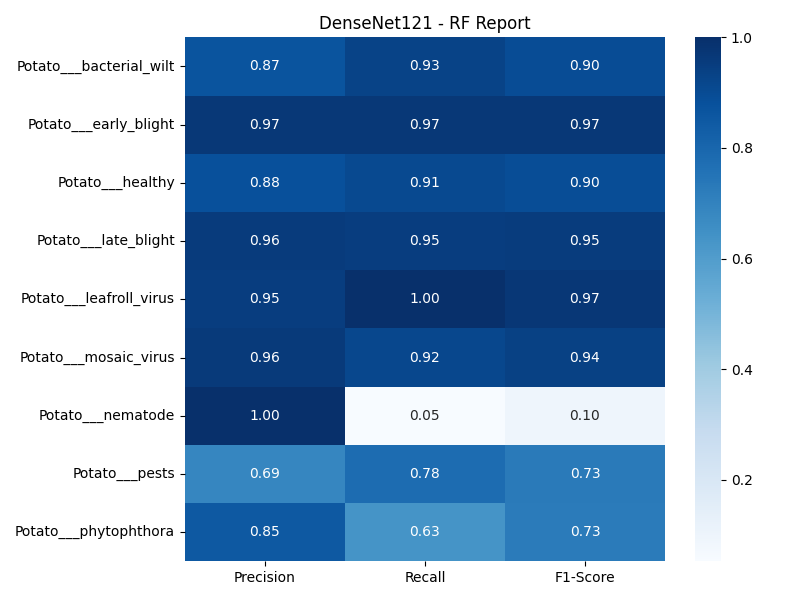 DenseNet121 - RF Report
Potato___bacterial_wilt 0.87 0.93 0.90
Potato___early_blight 0.97 0.97 0.97
Potato___healthy 0.88 0.91 0.90
Potato___late_blight 0.96 0.95 0.95
Potato___leafroll_virus 0.95 1.00 0.97
Potato___mosaic_virus 0.96 0.92 0.94
Potato___nematode 1.00 0.05 0.10
Potato___pests 0.69 0.78 0.73
Potato___phytophthora 0.85 0.63 0.73
Precision Recall F1-Score
1.0
0.8
0.6
0.4
0.2